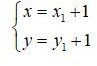 x = x₁ + 1
y = y₁ + 1